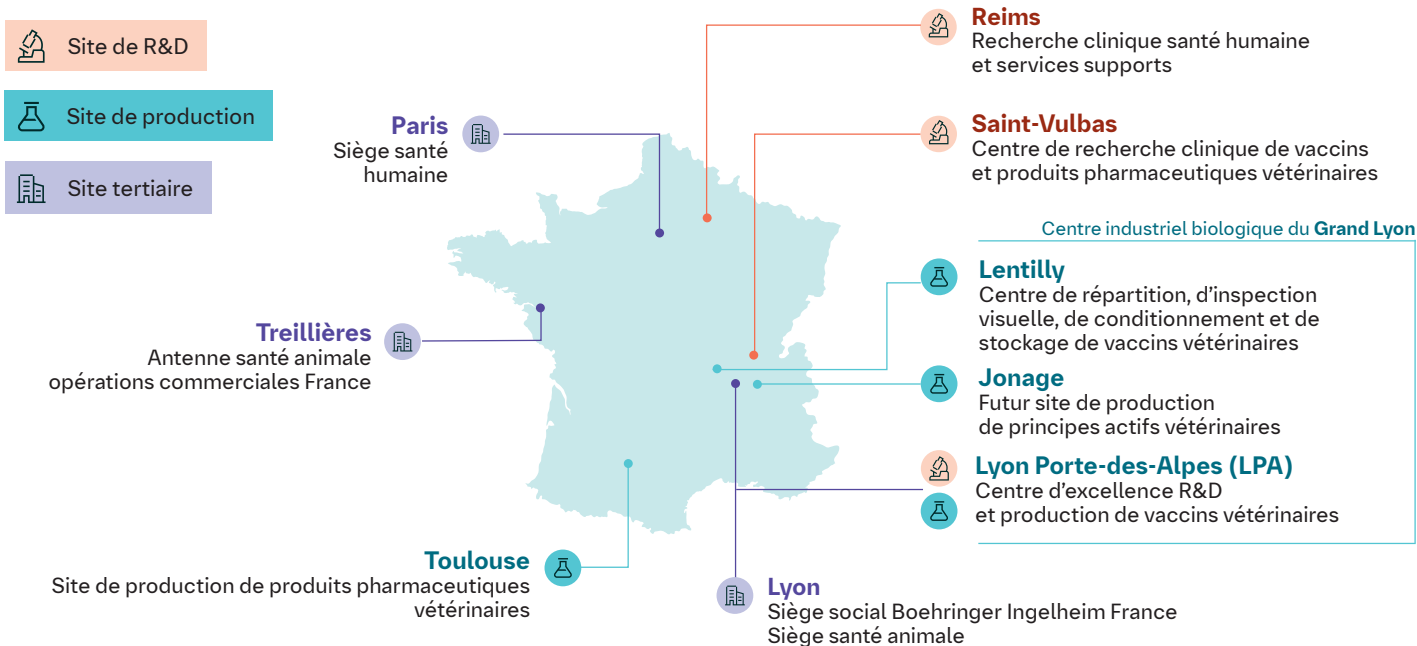 Site de R&D
Site de production
Site tertiaire
Paris
Siège santé
humaine
Treillières
Antenne santé animale
opérations commerciales France
Toulouse
Site de production de produits pharmaceutiques
vétérinaires
Reims
Recherche clinique santé humaine
et services supports
Saint-Vulbas
Centre de recherche clinique de vaccins
et produits pharmaceutiques vétérinaires
Centre industriel biologique du Grand Lyon
Lentilly
Centre de répartition, d’inspection
visuelle, de conditionnement et de
stockage de vaccins vétérinaires
Jonage
Futur site de production
de principes actifs vétérinaires
Lyon Porte-des-Alpes (LPA)
Centre d’excellence R&D
et production de vaccins vétérinaires
Lyon
Siège social Boehringer Ingelheim France
Siège santé animale